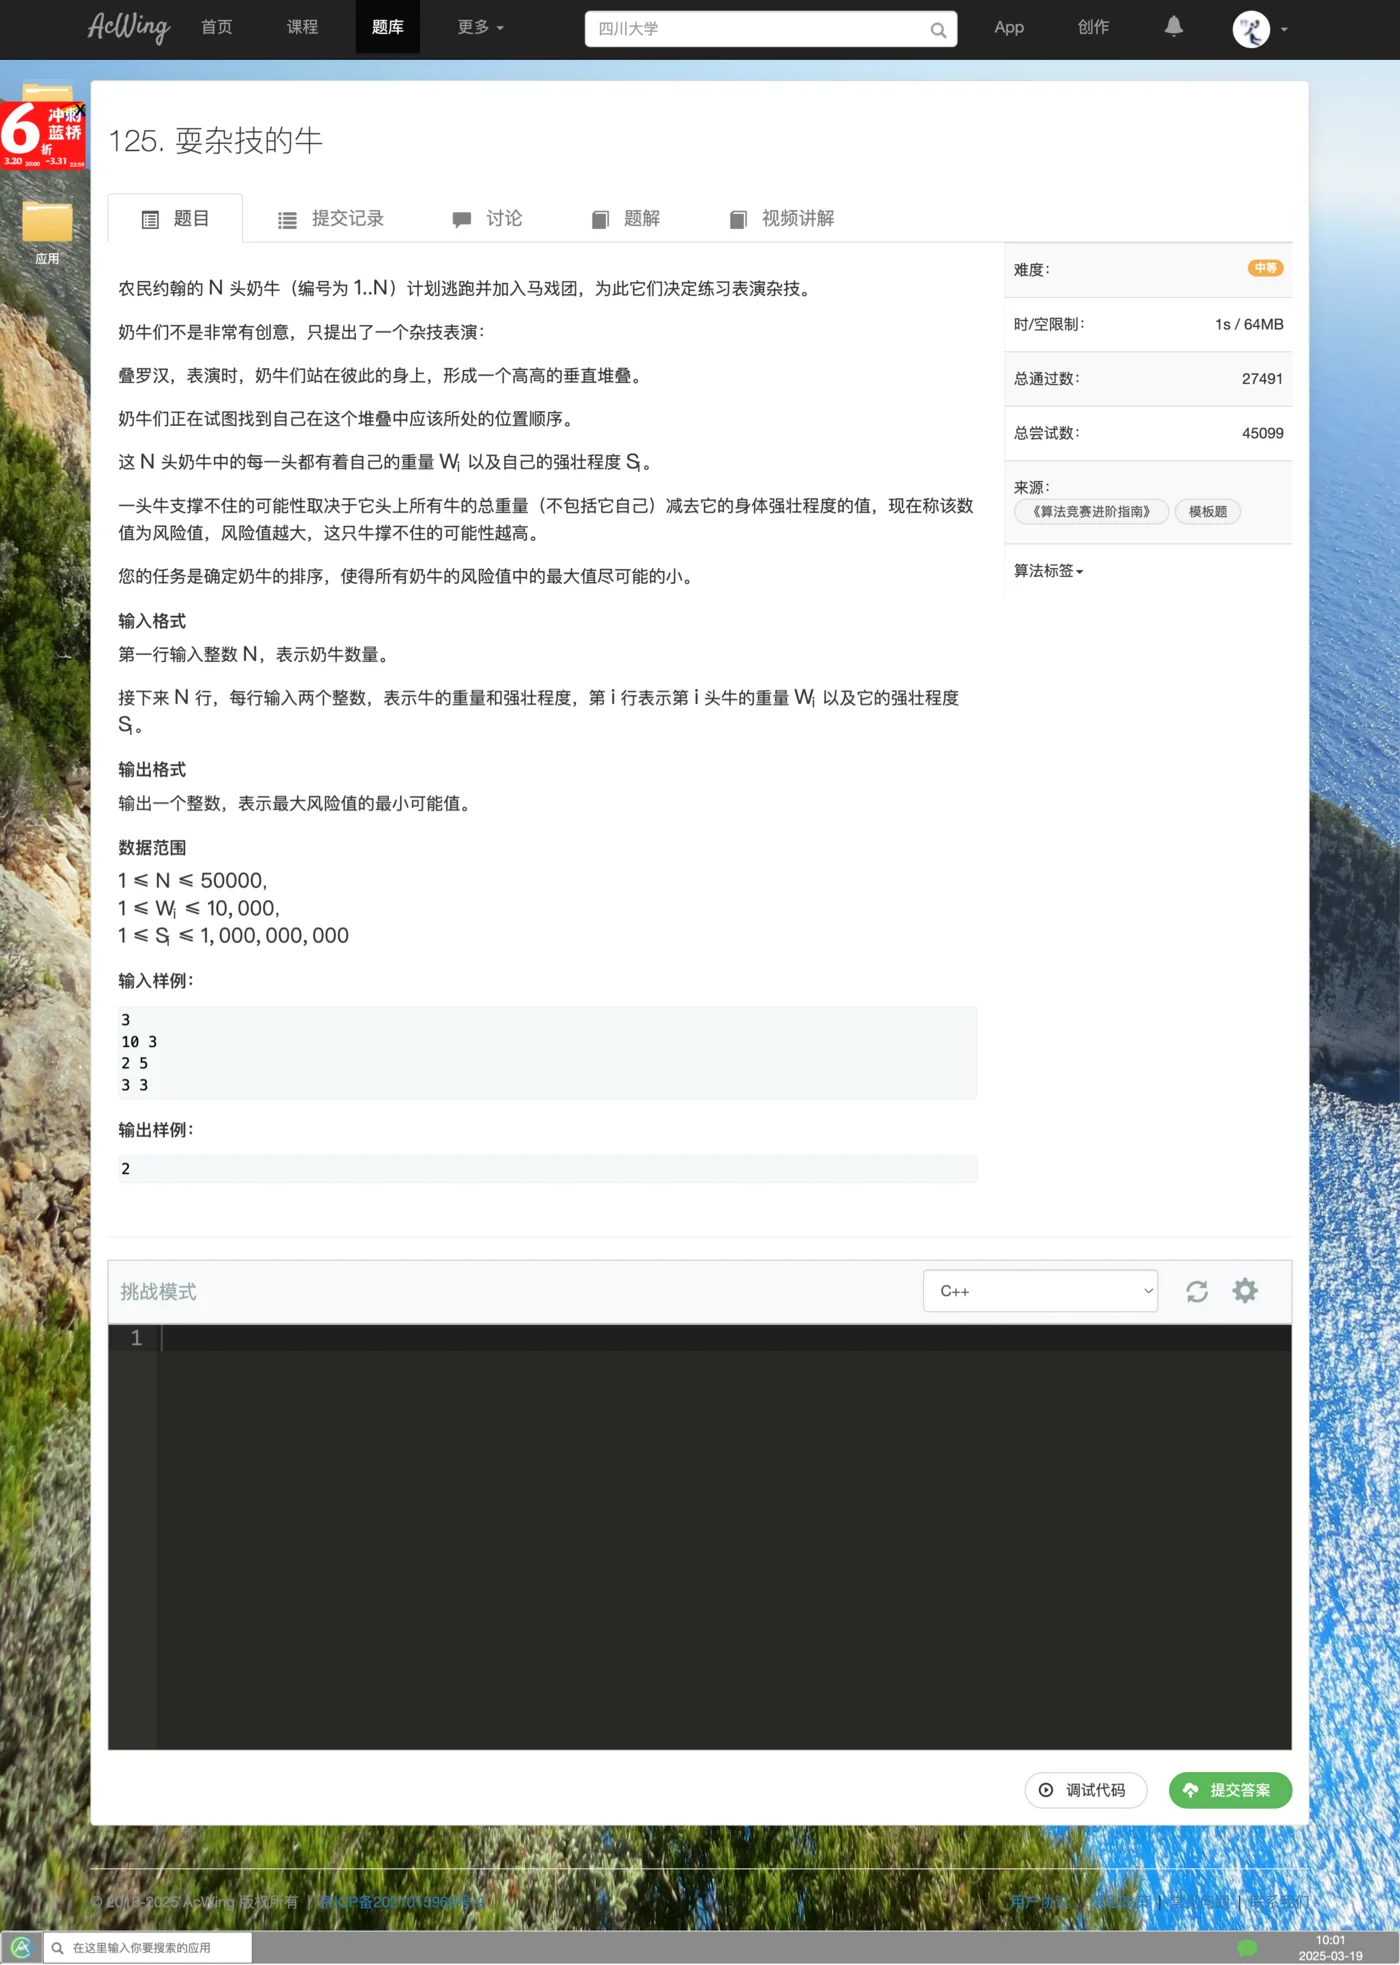 AcWing 首页 课程 题库 更多 四川大学 App 创作
6 冲刺
蓝桥
折
3.20 20:00 -3.31 23:59
应用
125. 耍杂技的牛
题目 提交记录 讨论 题解 视频讲解
农民约翰的 N 头奶牛（编号为 1..N）计划逃跑并加入马戏团，为此它们决定练习表演杂技。
奶牛们不是非常有创意，只提出了一个杂技表演：
叠罗汉，表演时，奶牛们站在彼此的身上，形成一个高高的垂直堆叠。
奶牛们正在试图找到自己在这个堆叠中应该所处的位置顺序。
这 N 头奶牛中的每一头都有着自己的重量 Wᵢ 以及自己的强壮程度 Sᵢ。
一头牛支撑不住的可能性取决于它头上所有牛的总重量（不包括它自己）减去它的身体强壮程度的值，现在称该数
值为风险值，风险值越大，这只牛撑不住的可能性越高。
您的任务是确定奶牛的排序，使得所有奶牛的风险值中的最大值尽可能的小。
输入格式
第一行输入整数 N，表示奶牛数量。
接下来 N 行，每行输入两个整数，表示牛的重量和强壮程度，第 i 行表示第 i 头牛的重量 Wᵢ 以及它的强壮程度
Sᵢ。
输出格式
输出一个整数，表示最大风险值的最小可能值。
数据范围
1 ≤ N ≤ 50000,
1 ≤ Wᵢ ≤ 10,000,
1 ≤ Sᵢ ≤ 1,000,000,000
输入样例：
3
10 3
2 5
3 3
输出样例：
2
难度： 中等
时/空限制： 1s / 64MB
总通过数： 27491
总尝试数： 45099
来源：
《算法竞赛进阶指南》 模板题
算法标签
挑战模式 C++
1
调试代码 提交答案
© 2018-2025 AcWing 版权所有 |
用户协议
在这里输入你要搜索的应用
10:01
2025-03-19